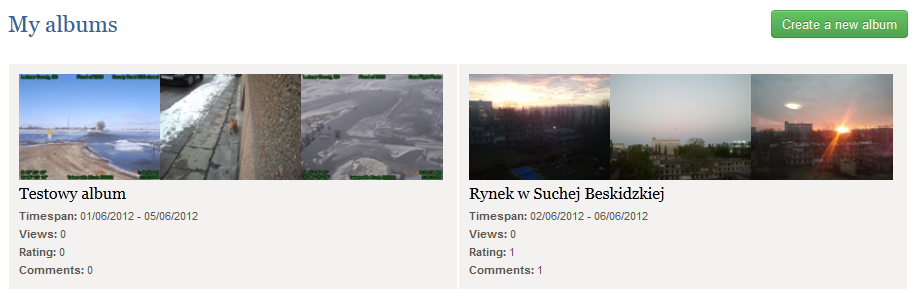 My albums
Create a new album
Testowy album
Timespan: 01/06/2012 - 05/06/2012
Views: 0
Rating: 0
Comments: 0
Rynek w Suchej Beskidzkiej
Timespan: 02/06/2012 - 06/06/2012
Views: 0
Rating: 1
Comments: 1